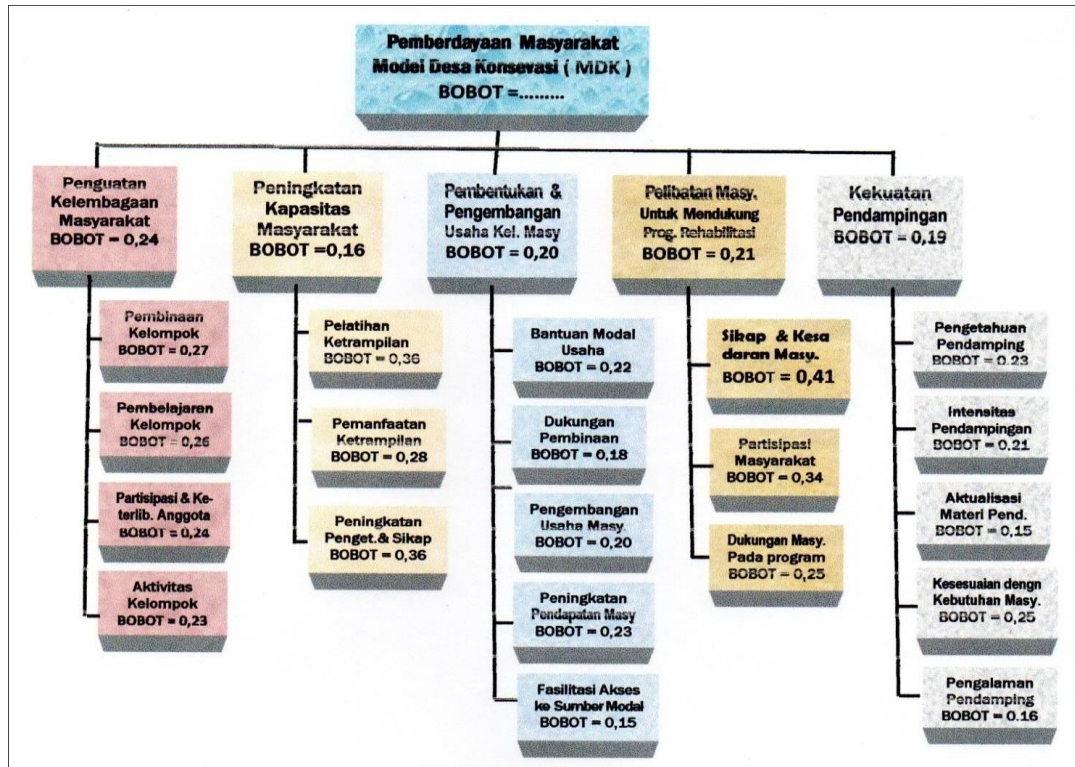 Pemberdayaan Masyarakat
Model Desa Konsevasi ( MDK )
BOBOT =.........
Penguatan
Kelembagaan
Masyarakat
BOBOT = 0,24
Peningkatan
Kapasitas
Masyarakat
BOBOT =0,16
Pembentukan &
Pengembangan
Usaha Kel. Masy
BOBOT = 0,20
Pelibatan Masy.
Untuk Mendukung
Prog. Rehabilitasi
BOBOT = 0,21
Kekuatan
Pendampingan
BOBOT = 0,19
Pembinaan
Kelompok
BOBOT = 0,27
Pembelajaran
Kelompok
BOBOT = 0,26
Partisipasi & Ke-
terlib. Anggota
BOBOT = 0,24
Aktivitas
Kelompok
BOBOT = 0,23
Pelatihan
Ketrampilan
BOBOT = 0,36
Pemanfaatan
Ketrampilan
BOBOT = 0,28
Peningkatan
Penget.& Sikap
BOBOT = 0,36
Bantuan Modal
Usaha
BOBOT = 0,22
Dukungan
Pembinaan
BOBOT = 0,18
Pengembangan
Usaha Masy.
BOBOT = 0,20
Peningkatan
Pendapatan Masy
BOBOT = 0,23
Fasilitasi Akses
ke Sumber Modal
BOBOT = 0,15
Sikap & Kesa
daran Masy.
BOBOT = 0,41
Partisipasi
Masyarakat
BOBOT = 0,34
Dukungan Masy.
Pada program
BOBOT = 0,25
Pengetahuan
Pendamping
BOBOT = 0.23
Intensitas
Pendampingan
BOBOT = 0,21
Aktualisasi
Materi Pend.
BOBOT = 0,15
Kesesuaian dengn
Kebutuhan Masy.
BOBOT = 0,25
Pengalaman
Pendamping
BOBOT = 0.16